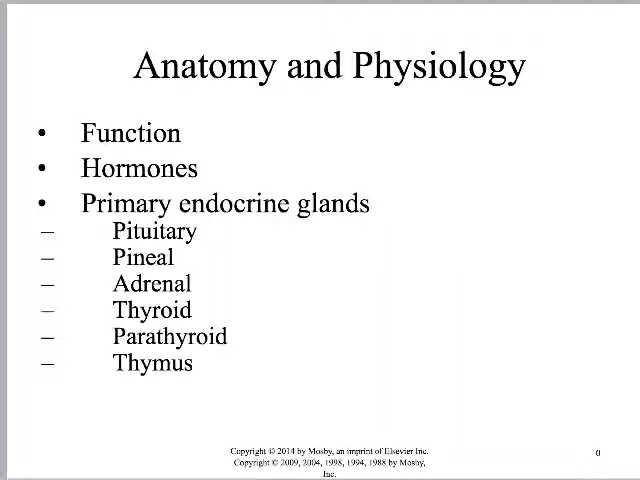 Anatomy and Physiology
• Function
• Hormones
• Primary endocrine glands
– Pituitary
– Pineal
– Adrenal
– Thyroid
– Parathyroid
– Thymus
Copyright © 2014 by Mosby, an imprint of Elsevier Inc.
Copyright © 2009, 2004, 1998, 1994, 1988 by Mosby,
Inc.
0